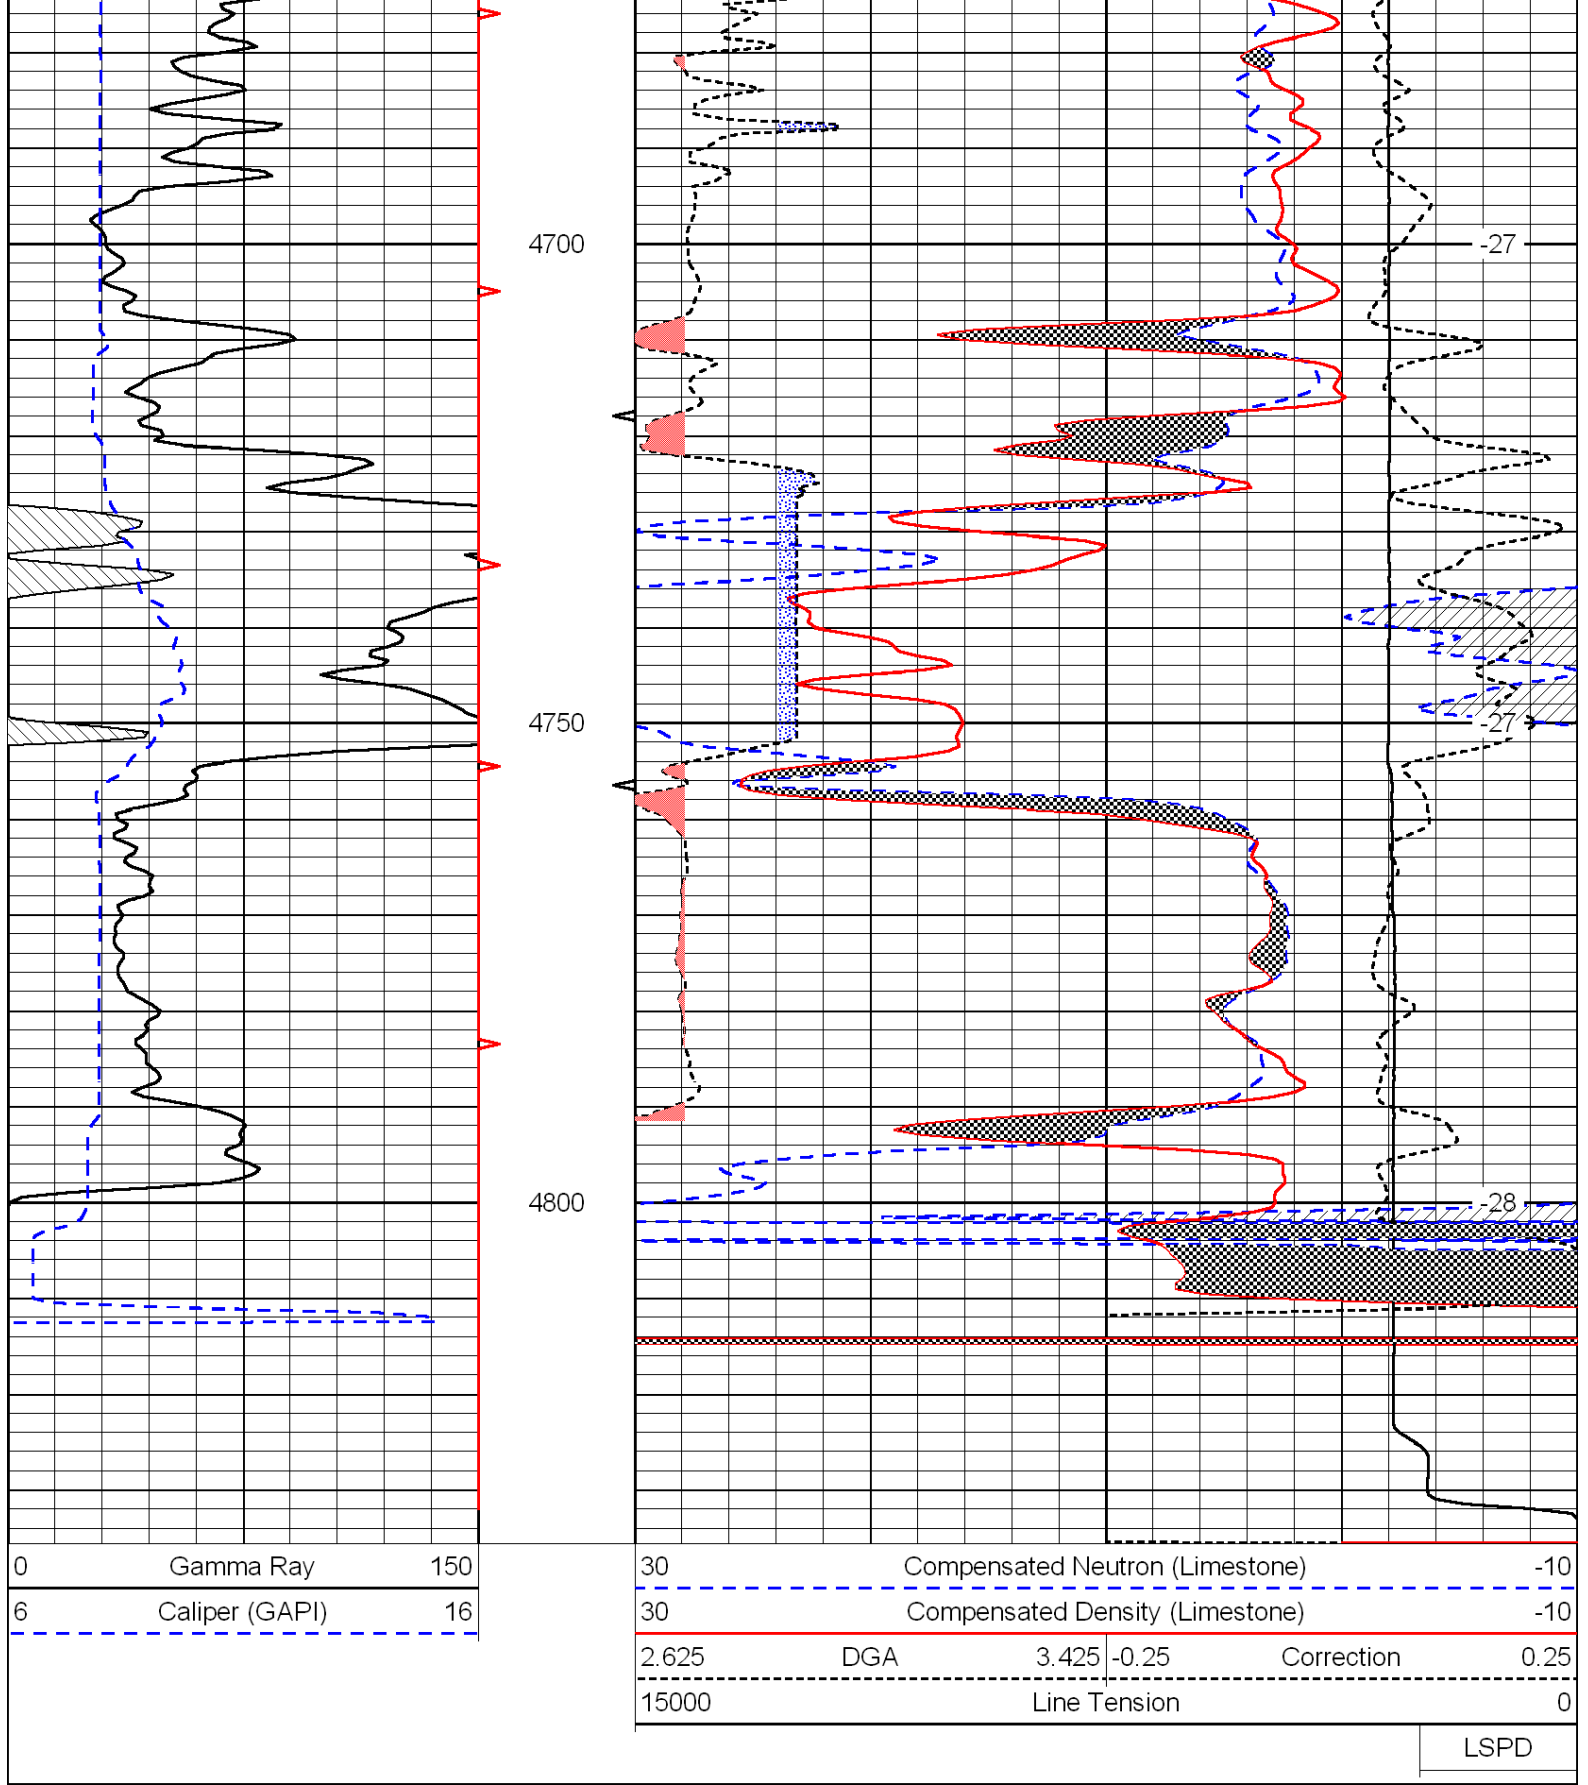 4700 -27
4750 -27
4800 -28
0 Gamma Ray 150
6 Caliper (GAPI) 16
30 Compensated Neutron (Limestone) -10
30 Compensated Density (Limestone) -10
2.625 DGA 3.425 -0.25 Correction 0.25
15000 Line Tension 0
LSPD